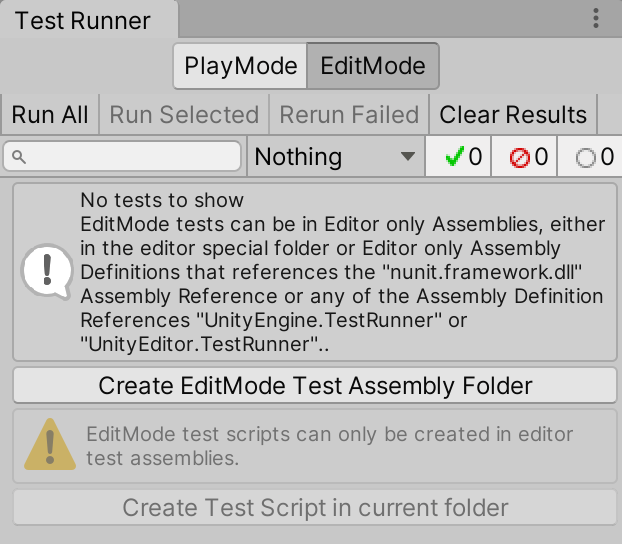 Test Runner
PlayMode EditMode
Run All Run Selected Rerun Failed Clear Results
Nothing 0 0 0
No tests to show
EditMode tests can be in Editor only Assemblies, either
in the editor special folder or Editor only Assembly
Definitions that references the "nunit.framework.dll"
Assembly Reference or any of the Assembly Definition
References "UnityEngine.TestRunner" or
"UnityEditor.TestRunner"..
Create EditMode Test Assembly Folder
EditMode test scripts can only be created in editor
test assemblies.
Create Test Script in current folder